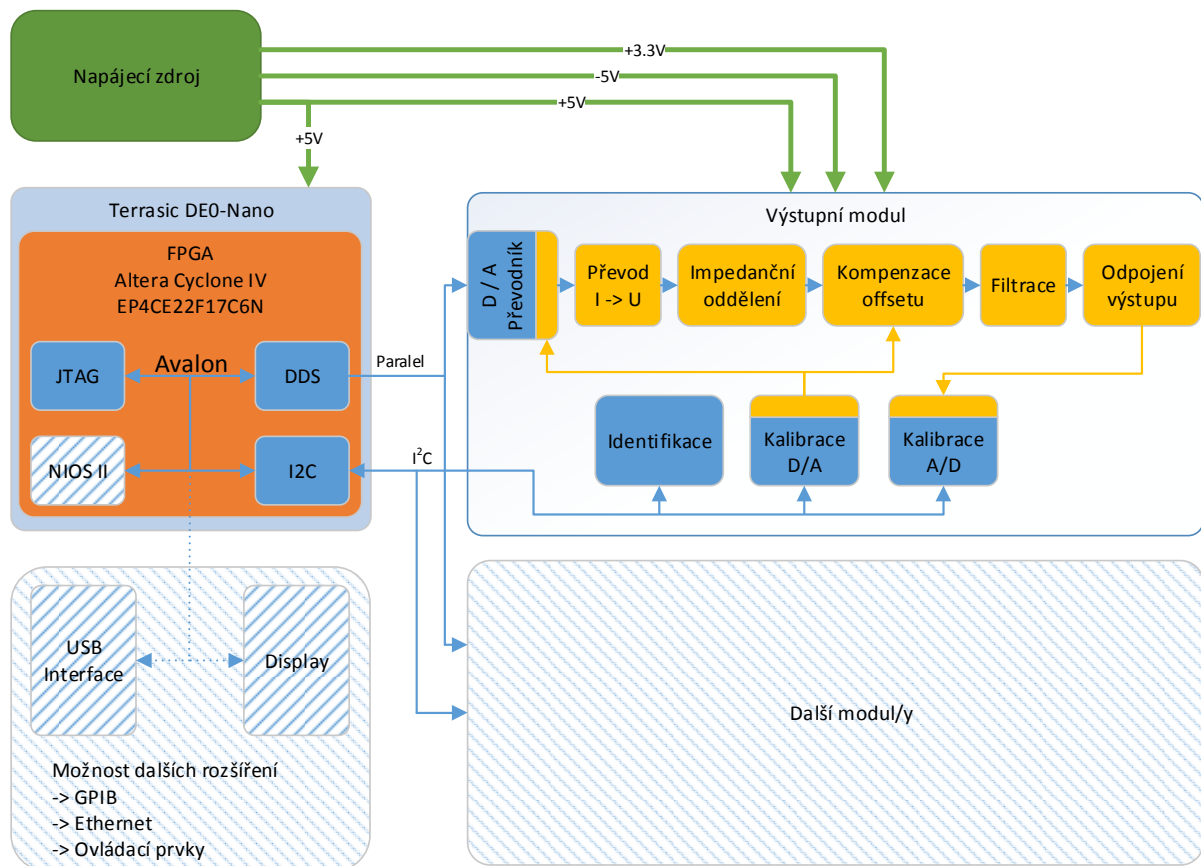 Napájecí zdroj
+3.3V
-5V
+5V
+5V
Terrasic DE0-Nano
FPGA
Altera Cyclone IV
EP4CE22F17C6N
JTAG
Avalon
DDS
NIOS II
I2C
Paralel
I²C
Výstupní modul
D / A
Převodník
Převod
I -> U
Impedanční
oddělení
Kompenzace
offsetu
Filtrace
Odpojení
výstupu
Identifikace
Kalibrace
D/A
Kalibrace
A/D
USB
Interface
Display
Možnost dalších rozšíření
-> GPIB
-> Ethernet
-> Ovládací prvky
Další modul/y